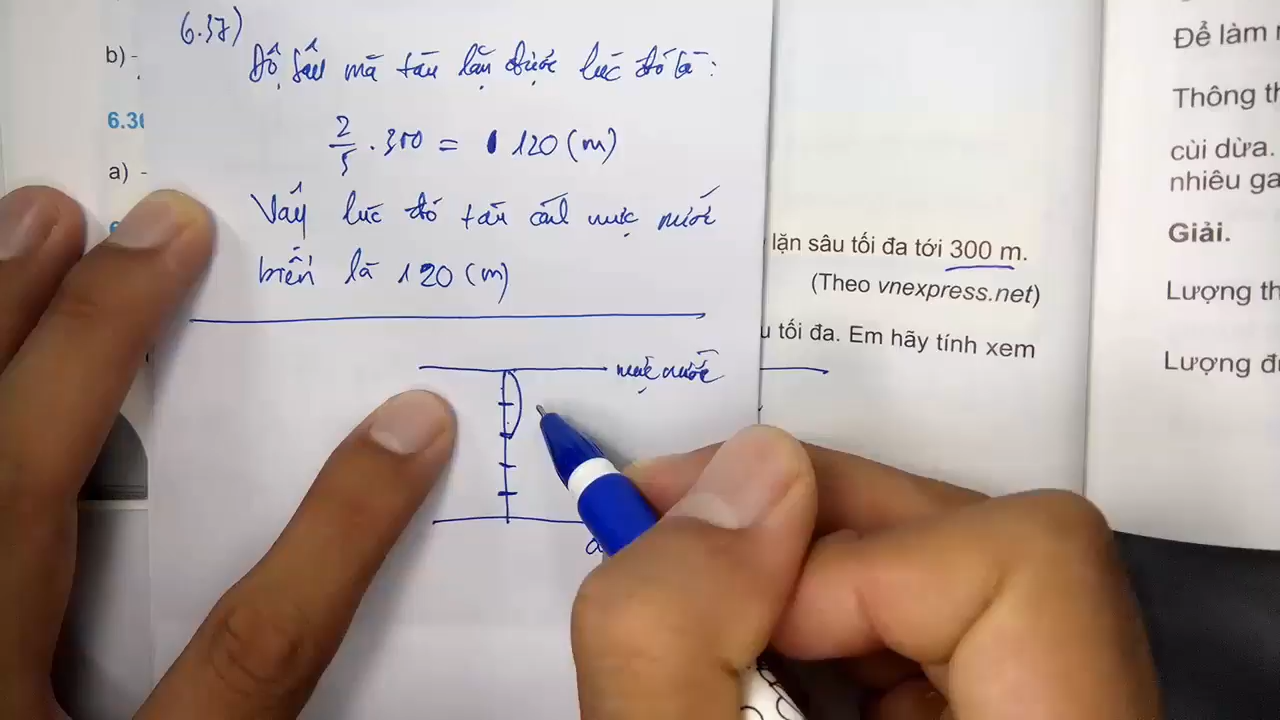 6.37)
Độ sâu mà tàu lặn được lúc đó là:
2/5 . 300 = 120 (m)
Vậy lúc đó tàu cách mực nước
biển là 120 (m)
mực nước
b) -
6.36
a) -
lặn sâu tối đa tới 300 m.
(Theo vnexpress.net)
tối đa. Em hãy tính xem
Để làm
Thông th
cùi dừa.
nhiêu ga
Giải.
Lượng th
Lượng đ